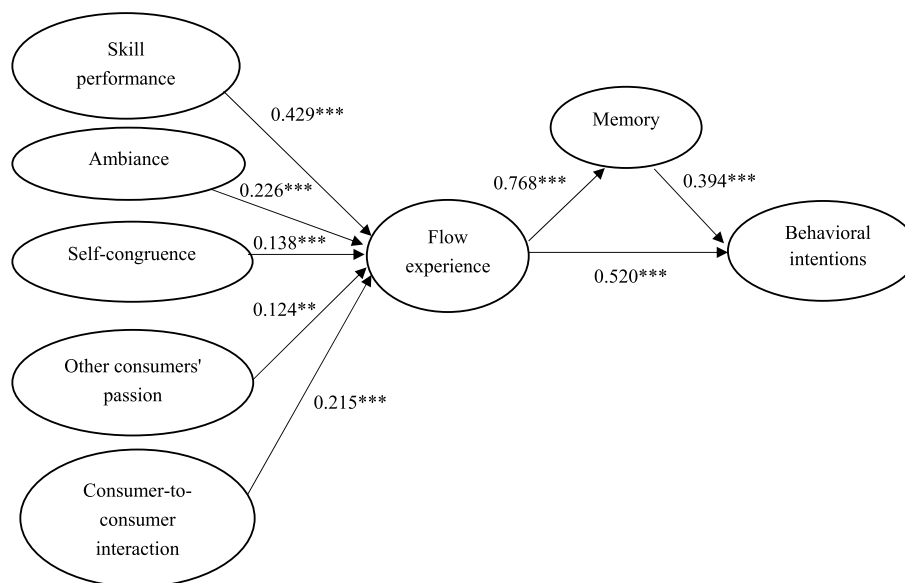 Skill
performance
0.429***
Memory
Ambiance
0.226***
0.768***
0.394***
Self-congruence
0.138***
Flow
experience
Behavioral
intentions
0.520***
0.124**
Other consumers'
passion
0.215***
Consumer-to-
consumer
interaction